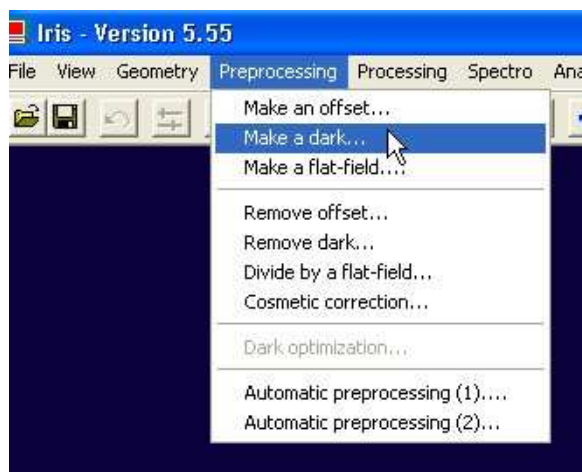 Iris - Version 5.55
File View Geometry Preprocessing Processing Spectro Ana
Make an offset...
Make a dark...
Make a flat-field....
Remove offset...
Remove dark...
Divide by a flat-field...
Cosmetic correction...
Dark optimization...
Automatic preprocessing (1)....
Automatic preprocessing (2)...